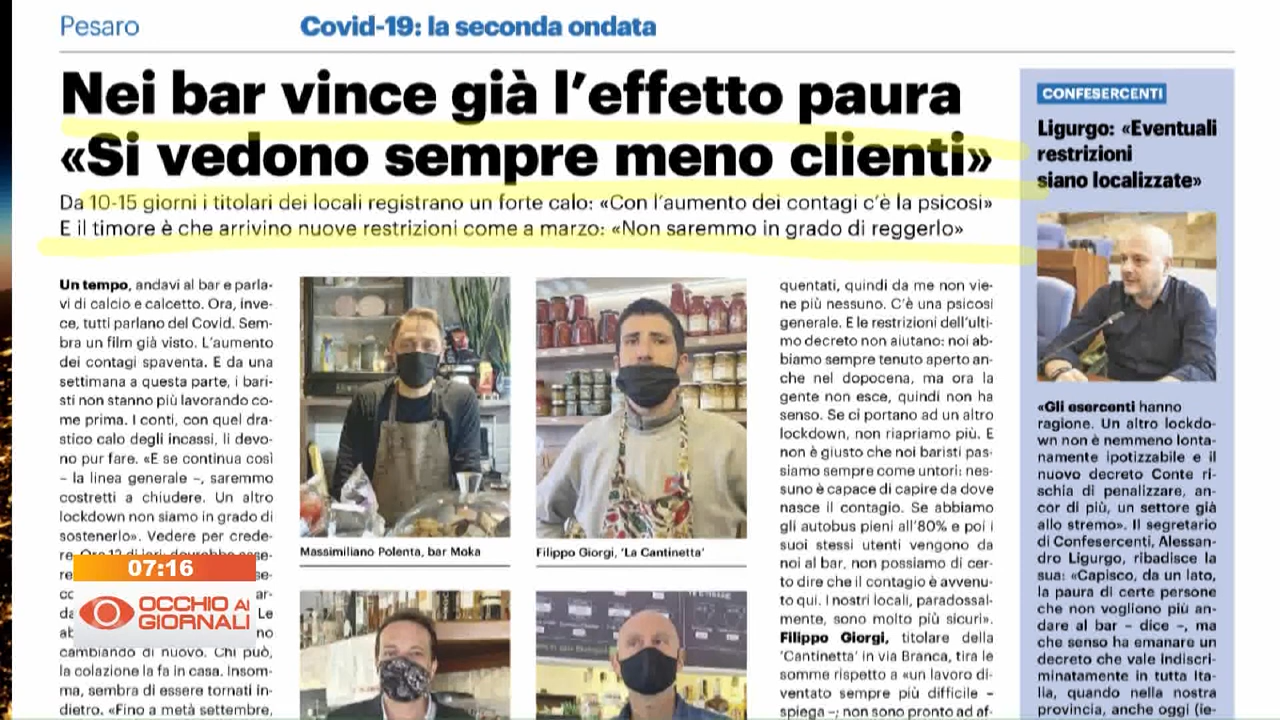 Pesaro
Covid-19: la seconda ondata
Nei bar vince già l'effetto paura
«Si vedono sempre meno clienti»
Da 10-15 giorni i titolari dei locali registrano un forte calo: «Con l'aumento dei contagi c'è la psicosi»
E il timore è che arrivino nuove restrizioni come a marzo: «Non saremmo in grado di reggerlo»
Un tempo, andavi al bar e parla-
vi di calcio e calcetto. Ora, inve-
ce, tutti parlano del Covid. Sem-
bra un film già visto. L'aumento
dei contagi spaventa. E da una
settimana a questa parte, i bari-
sti non stanno più lavorando co-
me prima. I conti, con quel dra-
stico calo degli incassi, li devo-
no pur fare. «E se continua così
– la linea generale –, saremmo
costretti a chiudere. Un altro
lockdown non siamo in grado di
sostenerlo». Vedere per crede-
Le
no
cambiando di nuovo. Chi può,
la colazione la fa in casa. Insom-
ma, sembra di essere tornati in-
dietro. «Fino a metà settembre,
07:16
OCCHIO AI
GIORNALI
Massimiliano Polenta, bar Moka
Filippo Giorgi, 'La Cantinetta'
quentati, quindi da me non vie-
ne più nessuno. C'è una psicosi
generale. E le restrizioni dell'ulti-
mo decreto non aiutano: noi ab-
biamo sempre tenuto aperto an-
che nel dopocena, ma ora la
gente non esce, quindi non ha
senso. Se ci portano ad un altro
lockdown, non riapriamo più. E
non è giusto che noi baristi pas-
siamo sempre come untori: nes-
suno è capace di capire da dove
nasce il contagio. Se abbiamo
gli autobus pieni all'80% e poi i
suoi stessi utenti vengono da
noi al bar, non possiamo di cer-
to dire che il contagio è avvenu-
to qui. I nostri locali, paradossal-
mente, sono molto più sicuri».
Filippo Giorgi, titolare della
'Cantinetta' in via Branca, tira le
somme rispetto a «un lavoro di-
ventato sempre più difficile –
spiega –: non sono pronto ad af-
CONFESERCENTI
Ligurgo: «Eventuali
restrizioni
siano localizzate»
«Gli esercenti hanno
ragione. Un altro lockdo-
wn non è nemmeno lonta-
namente ipotizzabile e il
nuovo decreto Conte ri-
schia di penalizzare, an-
cor di più, un settore già
allo stremo». Il segretario
di Confesercenti, Alessan-
dro Ligurgo, ribadisce la
sua: «Capisco, da un lato,
la paura di certe persone
che non vogliono più an-
dare al bar – dice –, ma
che senso ha emanare un
decreto che vale indiscri-
minatamente in tutta Ita-
lia, quando nella nostra
provincia, anche oggi (ie-